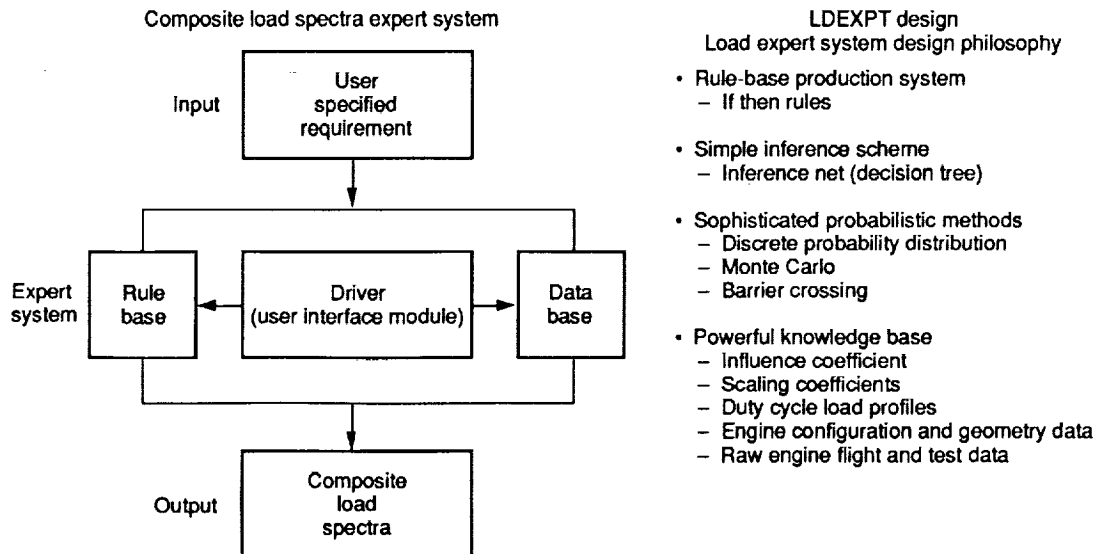 Composite load spectra expert system
Input
User
specified
requirement
Expert
system
Rule
base
Driver
(user interface module)
Data
base
Output
Composite
load
spectra
LDEXPT design
Load expert system design philosophy
• Rule-base production system
– If then rules
• Simple inference scheme
– Inference net (decision tree)
• Sophisticated probabilistic methods
– Discrete probability distribution
– Monte Carlo
– Barrier crossing
• Powerful knowledge base
– Influence coefficient
– Scaling coefficients
– Duty cycle load profiles
– Engine configuration and geometry data
– Raw engine flight and test data